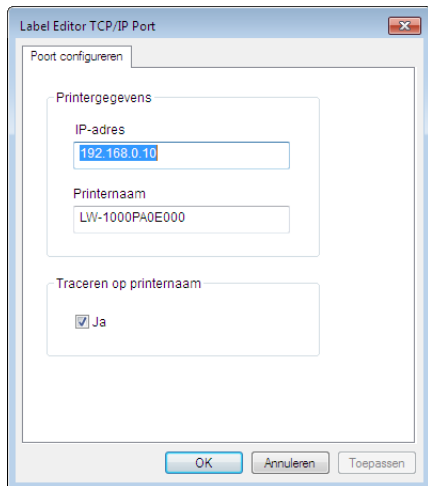 Label Editor TCP/IP Port
Poort configureren
Printergegevens
IP-adres
192.168.0.10
Printernaam
LW-1000PA0E000
Traceren op printernaam
Ja
OK
Annuleren
Toepassen